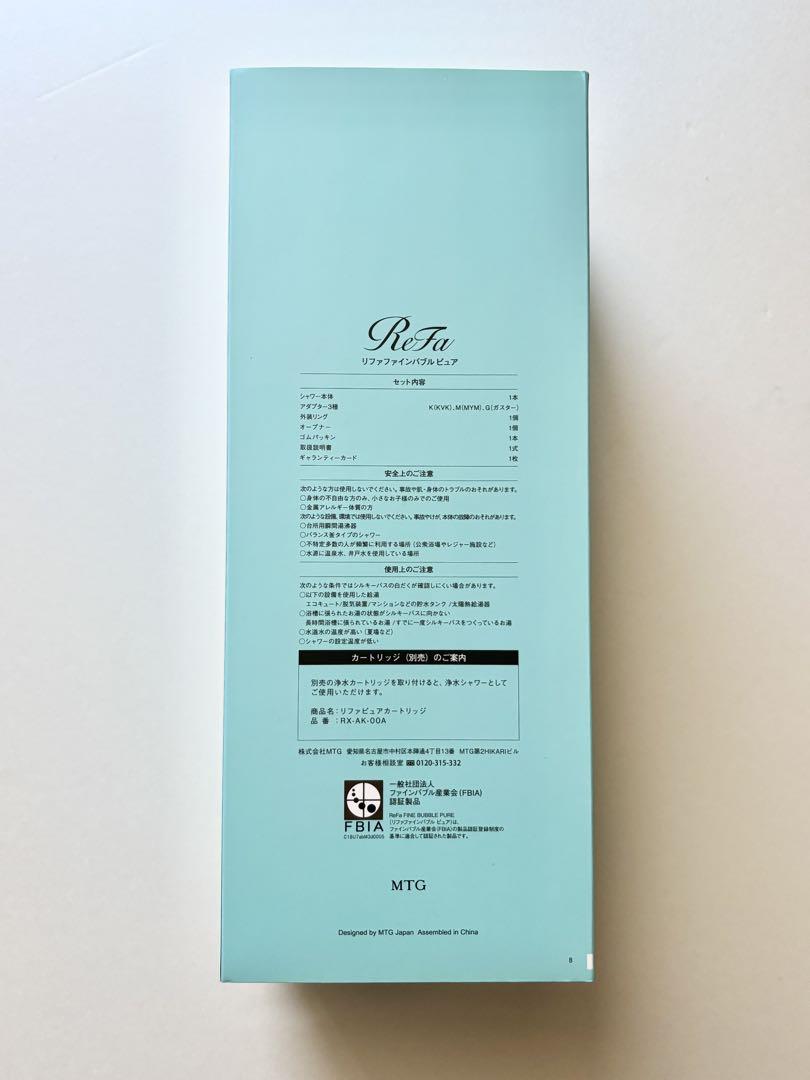 ReFa
リファファインバブル ピュア
セット内容
シャワー本体 1本
アダプター3種 K(KVK)、M(MYM)、G(ガスター)
外装リング 1個
オープナー 1個
ゴムパッキン 1本
取扱説明書 1式
ギャランティーカード 1枚
安全上のご注意
次のような方は使用しないでください。事故や肌・身体のトラブルのおそれがあります。
○身体の不自由な方のみ、小さなお子様のみでのご使用
○金属アレルギー体質の方
次のような設備、環境では使用しないでください。事故やけが、本体の故障のおそれがあります。
○台所用瞬間湯沸器
○バランス釜タイプのシャワー
○不特定多数の人が頻繁に利用する場所（公衆浴場やレジャー施設など）
○水源に温泉水、井戸水を使用している場所
使用上のご注意
次のような条件ではシルキーバスの白だくが確認しにくい場合があります。
○以下の設備を使用した給湯
エコキュート/脱気装置/マンションなどの貯水タンク/太陽熱給湯器
○浴槽に張られたお湯の状態がシルキーバスに向かない
長時間浴槽に張られているお湯/すでに一度シルキーバスをつくっているお湯
○水道水の温度が高い（夏場など）
○シャワーの設定温度が低い
カートリッジ（別売）のご案内
別売の浄水カートリッジを取り付けると、浄水シャワーとして
ご使用いただけます。
商品名：リファピュアカートリッジ
品 番 ：RX-AK-00A
株式会社MTG 愛知県名古屋市中村区本陣通4丁目13番 MTG第2HIKARIビル
お客様相談室 0120-315-332
一般社団法人
ファインバブル産業会(FBIA)
認証製品
FBIA
ReFa FINE BUBBLE PURE
(リファファインバブル ピュア)は、
ファインバブル産業会(FBIA)の製品認証登録制度の
基準に適合して認証された製品です。
MTG
Designed by MTG Japan Assembled in China
B